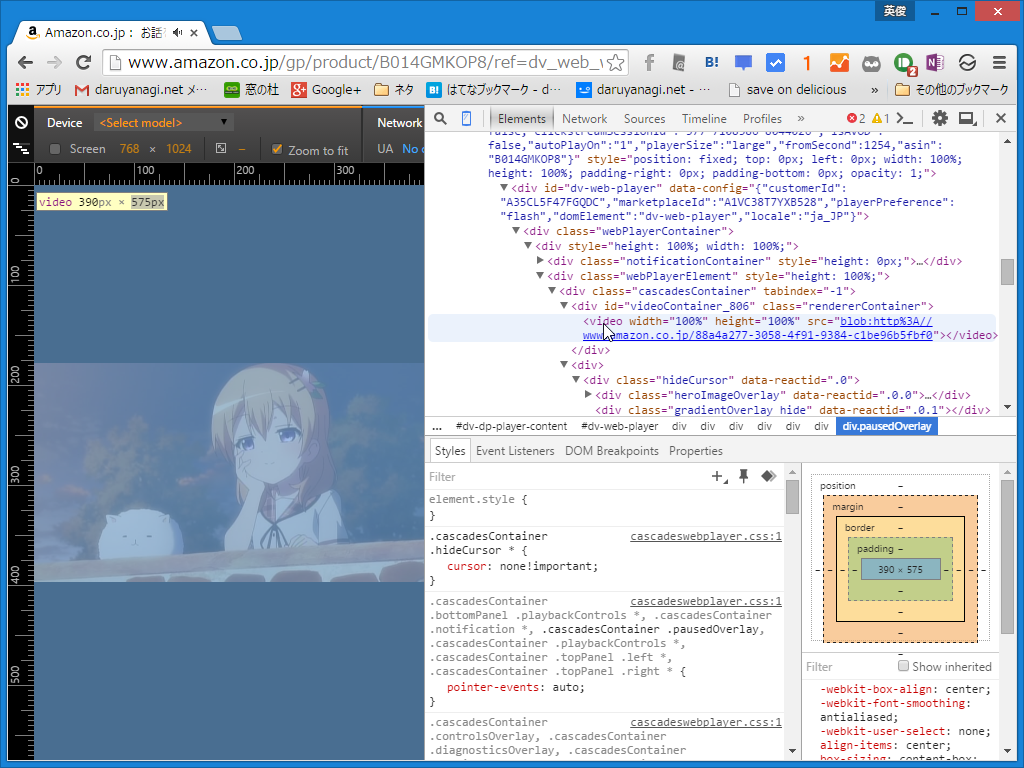 英俊
Amazon.co.jp： お話
www.amazon.co.jp/gp/product/B014GMKOP8/ref=dv_web_
B!
2
アプリ
daruyanagi.net メ…
窓の杜
Google+
ネタ
はてなブックマーク - d…
daruyanagi.net - …
save on delicious
»
その他のブックマーク
Device
<Select model>
Network
Screen
768 × 1024
–
Zoom to fit
UA
0
100
200
300
0
100
200
300
400
500
video 390px × 575px
Elements
Network
Sources
Timeline
Profiles
»
2
1
false,"autoPlayOn":"1","playerSize":"large","fromSecond":1254,"asin":
"B014GMKOP8"}" style="position: fixed; top: 0px; left: 0px; width: 100%;
height: 100%; padding-right: 0px; padding-bottom: 0px; opacity: 1;">
<div id="dv-web-player" data-config="{"customerId":
"A35CL5F47FGQDC","marketplaceId":"A1VC38T7YXB528","playerPreference":
"flash","domElement":"dv-web-player","locale":"ja_JP"}">
<div class="webPlayerContainer">
<div style="height: 100%; width: 100%;">
<div class="notificationContainer" style="height: 0px;">…</div>
<div class="webPlayerElement" style="height: 100%;">
<div class="cascadesContainer" tabindex="-1">
<div id="videoContainer_806" class="rendererContainer">
<video width="100%" height="100%" src="blob:http%3A//
www.amazon.co.jp/88a4a277-3058-4f91-9384-c1be96b5fbf0"></video>
</div>
<div>
<div class="hideCursor" data-reactid=".0">
<div class="heroImageOverlay" data-reactid=".0.0">…</div>
<div class="gradientOverlay hide" data-reactid=".0.1"></div>
...
#dv-dp-player-content
#dv-web-player
div
div
div
div
div
div
div.pausedOverlay
Styles
Event Listeners
DOM Breakpoints
Properties
Filter
element.style {
}
.cascadesContainer
cascadeswebplayer.css:1
.hideCursor * {
cursor: none!important;
}
.cascadesContainer
cascadeswebplayer.css:1
.bottomPanel .playbackControls *, .cascadesContainer
.notification *, .cascadesContainer .pausedOverlay,
.cascadesContainer .playbackControls *,
.cascadesContainer .topPanel .left *,
.cascadesContainer .topPanel .right * {
pointer-events: auto;
}
.cascadesContainer
cascadeswebplayer.css:1
.controlsOverlay, .cascadesContainer
.diagnosticsOverlay, .cascadesContainer
position
–
margin
–
border
–
padding
–
390 × 575
–
–
–
–
Filter
Show inherited
-webkit-box-align: center;
-webkit-font-smoothing:
antialiased;
-webkit-user-select: none;
align-items: center;
box-sizing: content-box;